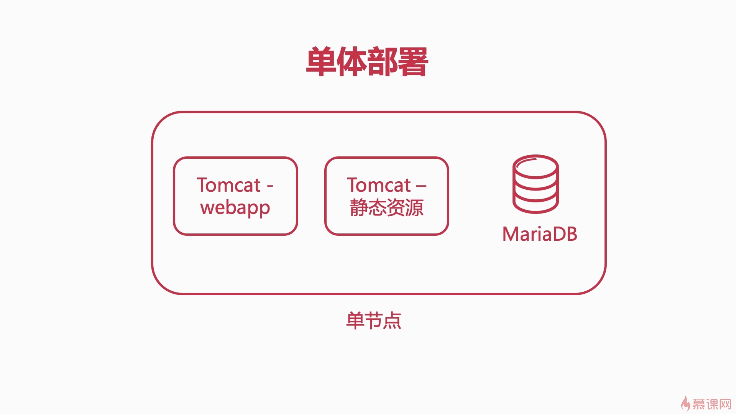 单体部署
Tomcat -
webapp
Tomcat –
静态资源
MariaDB
单节点
慕课网